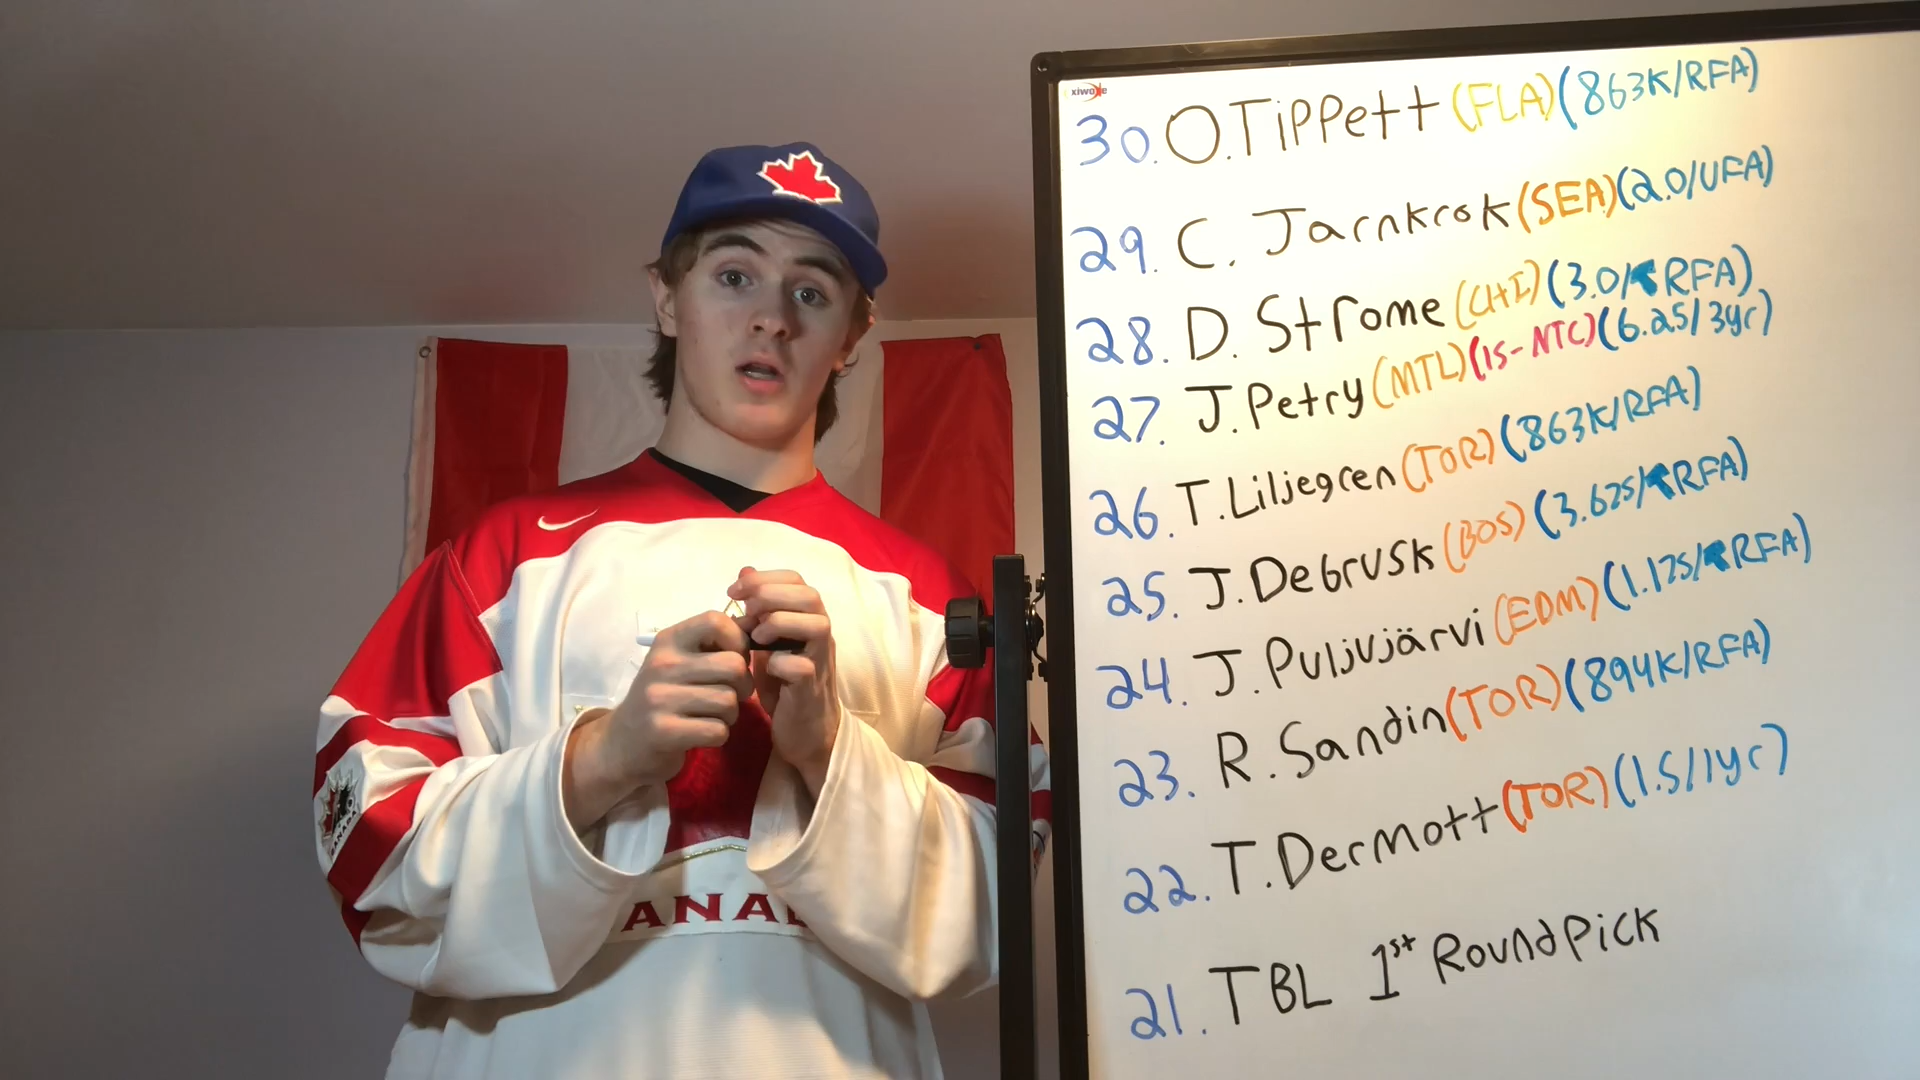 xiwode
30. O.Tippett (FLA) (863K/RFA)
29. C. Jarnkrok (SEA) (2.0/UFA)
28. D. Strome (CHI) (3.0/RFA)
27. J. Petry (MTL) (15-NTC) (6.25/3yr)
26. T. Liljegren (TOR) (863K/RFA)
25. J. Debrusk (BOS) (3.625/RFA)
24. J. Puljujärvi (EDM) (1.175/RFA)
23. R. Sandin (TOR) (894K/RFA)
22. T. Dermott (TOR) (1.5/1yr)
21. TBL 1st Round Pick
ANA